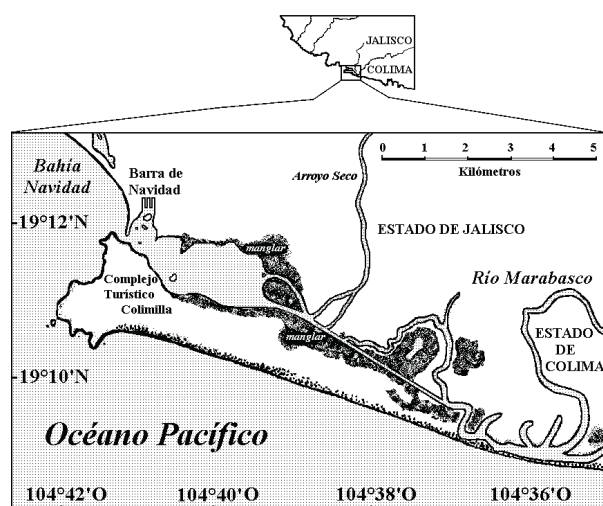 JALISCO
COLIMA
Bahía
Navidad
Barra de
Navidad
Arroyo Seco
0 1 2 3 4 5
Kilómetros
19°12'N
ESTADO DE JALISCO
manglar
Complejo
Turístico
Colimilla
Río Marabasco
ESTADO
DE
COLIMA
manglar
19°10'N
Océano Pacífico
104°42'O 104°40'O 104°38'O 104°36'O